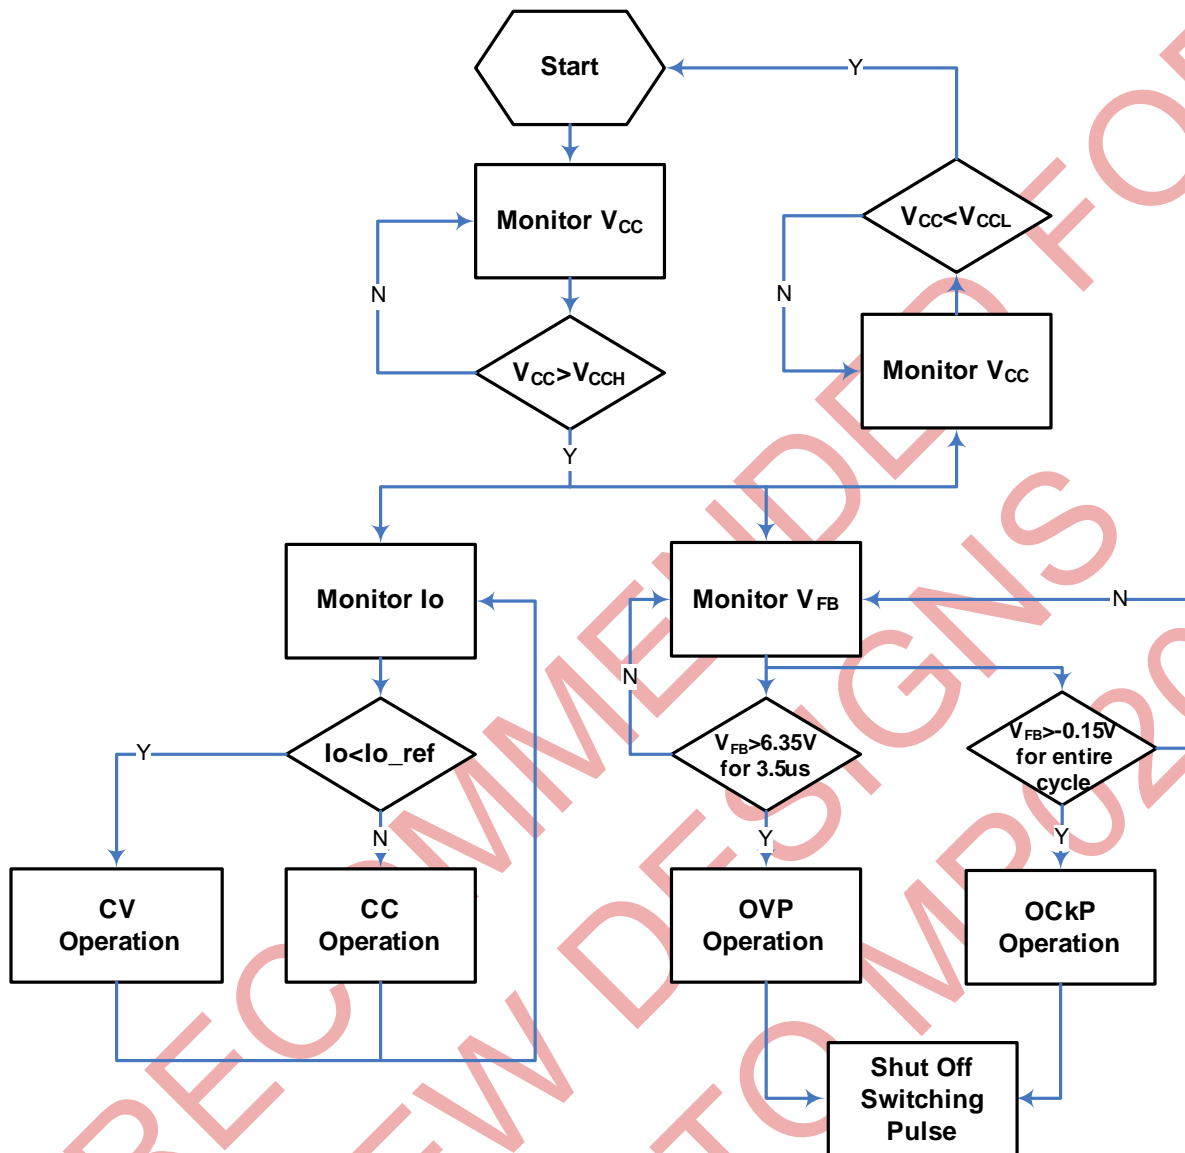 Start
Y
Monitor VCC
VCC<VCCL
N
N
VCC>VCCH
Monitor VCC
Y
Monitor Io
Monitor VFB
N
N
Io<Io_ref
VFB>6.35V
for 3.5us
VFB>-0.15V
for entire
cycle
Y
N
Y
Y
CV
Operation
CC
Operation
OVP
Operation
OCkP
Operation
Shut Off
Switching
Pulse
RECOMMENDED FOR
NEW DESIGNS
TO MP020